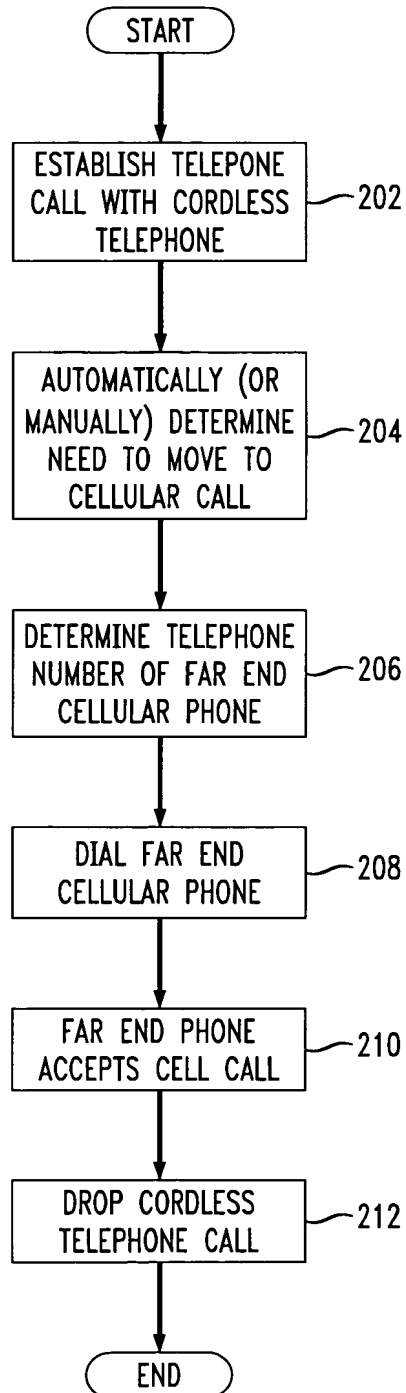 START
ESTABLISH TELEPONE
CALL WITH CORDLESS
TELEPHONE
202
AUTOMATICALLY (OR
MANUALLY) DETERMINE
NEED TO MOVE TO
CELLULAR CALL
204
DETERMINE TELEPHONE
NUMBER OF FAR END
CELLULAR PHONE
206
DIAL FAR END
CELLULAR PHONE
208
FAR END PHONE
ACCEPTS CELL CALL
210
DROP CORDLESS
TELEPHONE CALL
212
END